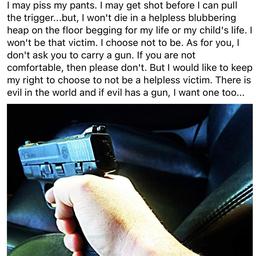 I may piss my pants. I may get shot before I can pull
the trigger...but, I won't die in a helpless blubbering
heap on the floor begging for my life or my child's life. I
won't be that victim. I choose not to be. As for you, I
don't ask you to carry a gun. If you are not
comfortable, then please don't. But I would like to keep
my right to choose to not be a helpless victim. There is
evil in the world and if evil has a gun, I want one too...